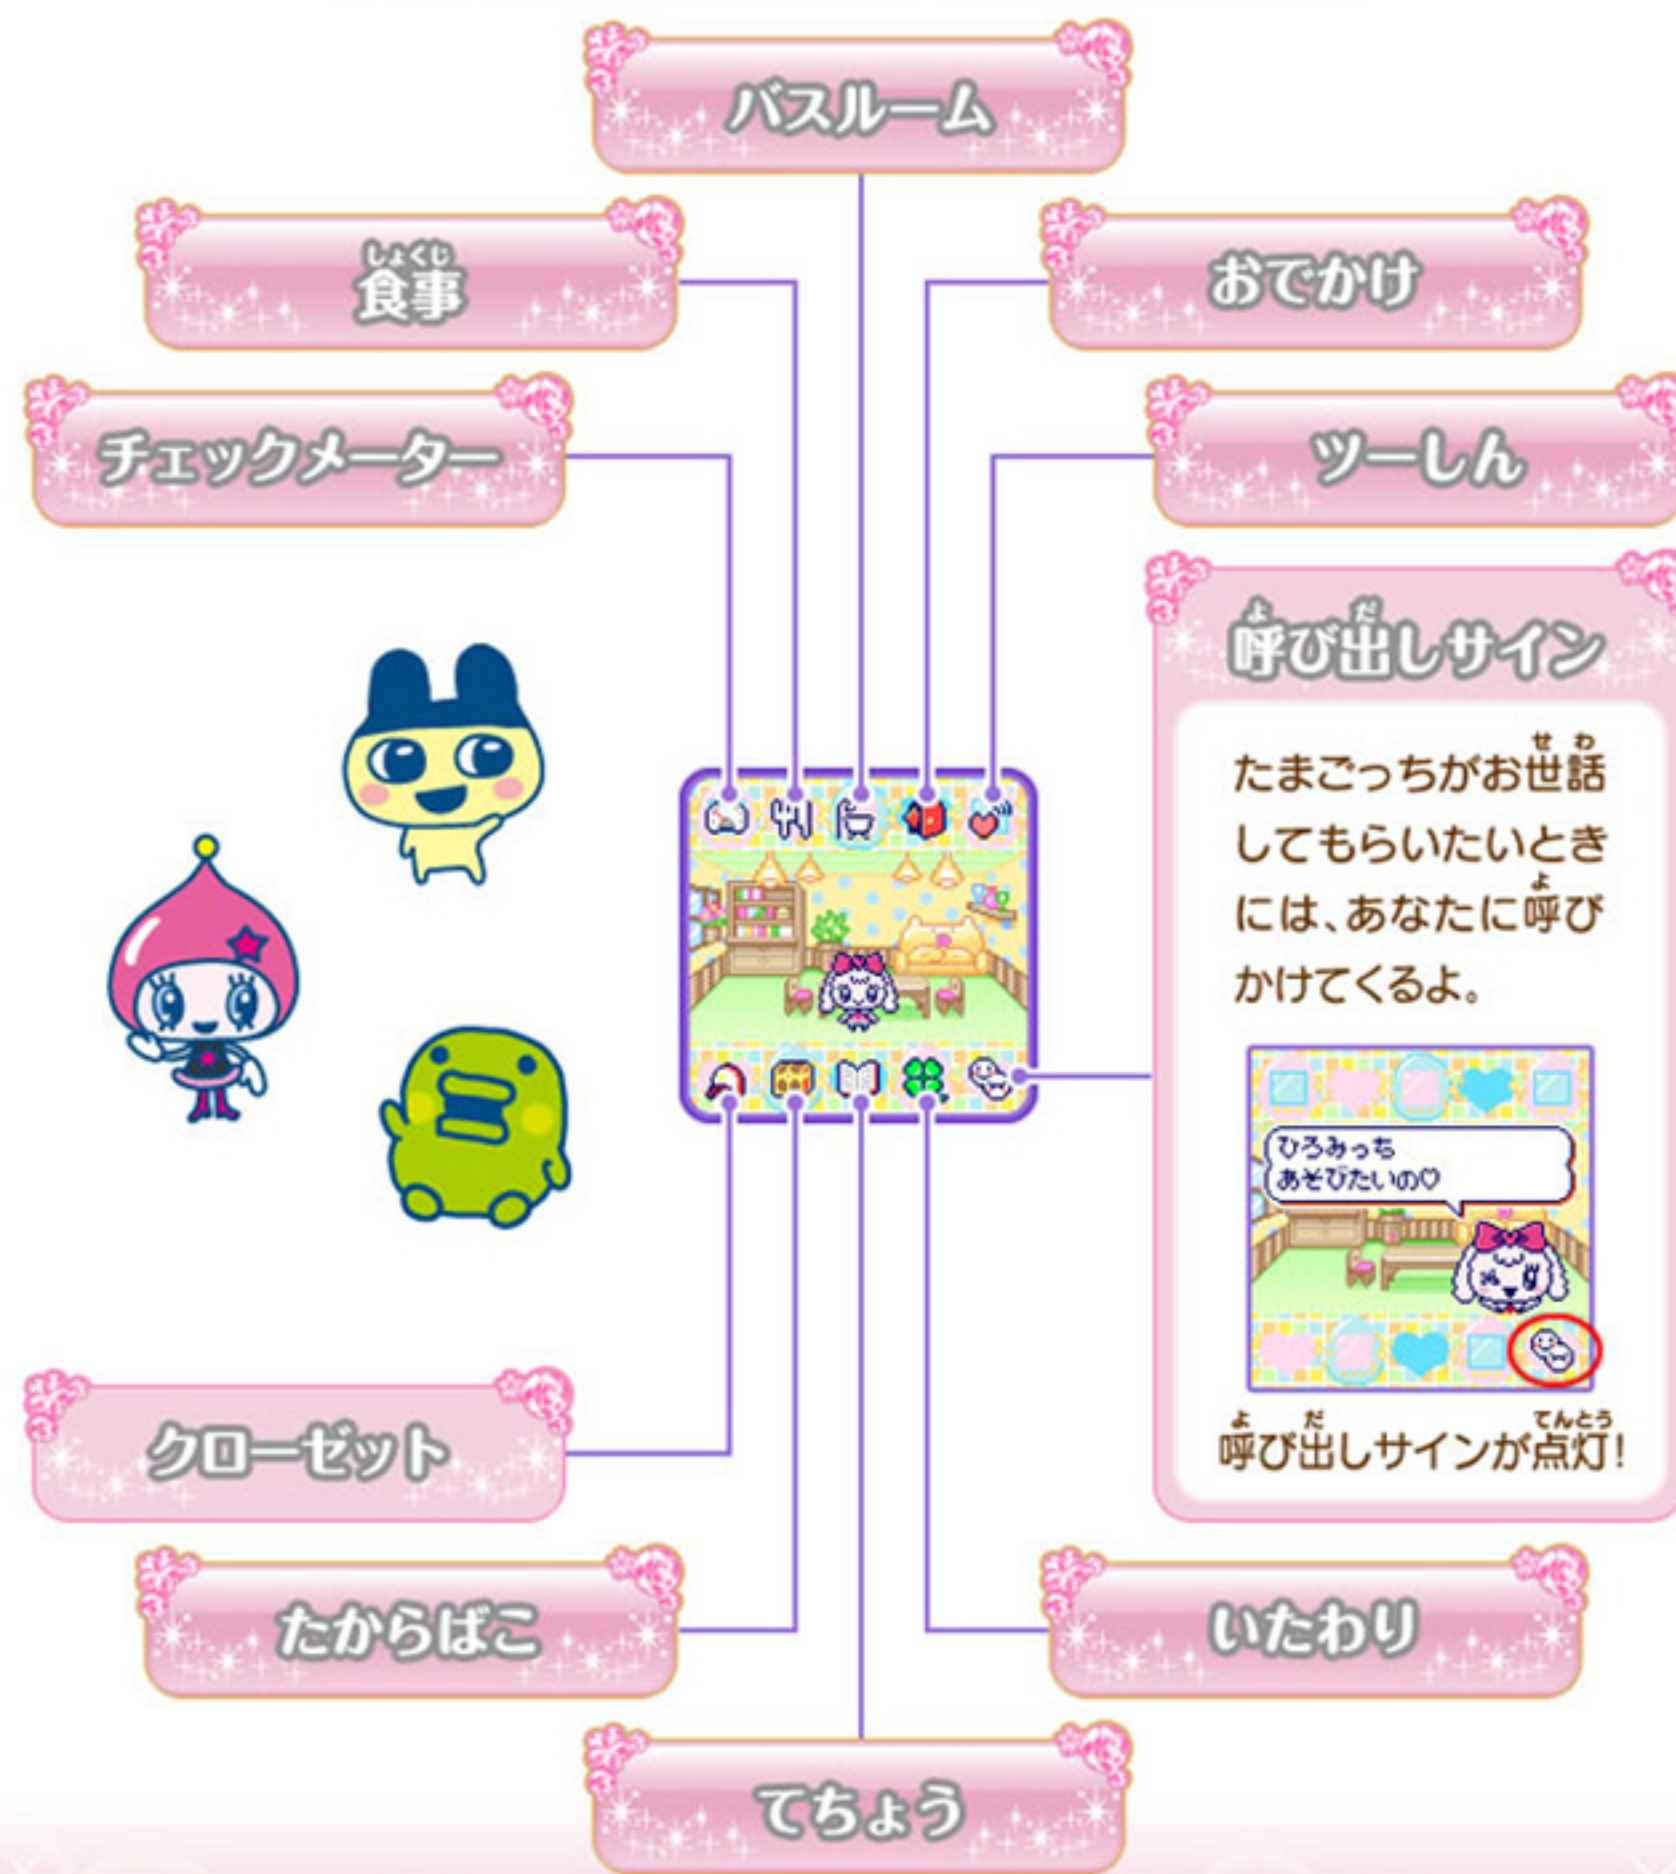 バスルーム
食事
おでかけ
チェックメーター
ツーしん
呼び出しサイン
たまごっちがお世話
してもらいたいとき
には、あなたに呼び
かけてくるよ。
ひろみっち
あそびたいの♡
呼び出しサインが点灯!
クローゼット
たからばこ
いたわり
てちょう